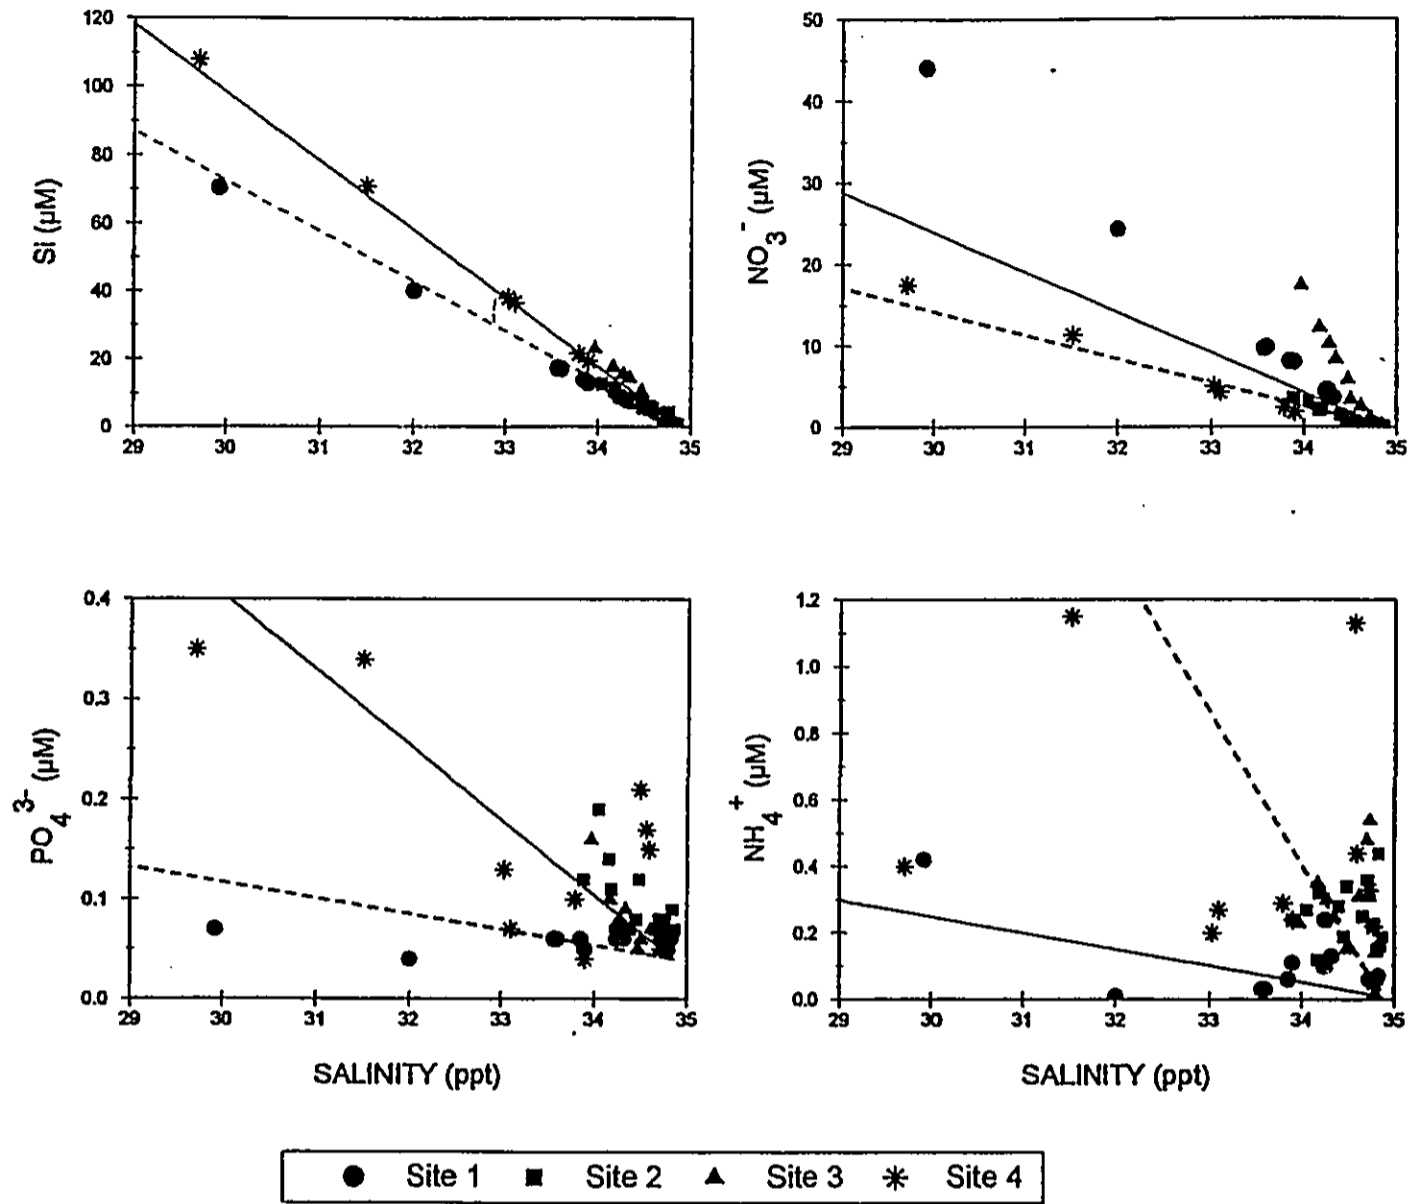 120
100
80
60
40
20
0
Si (µM)
29 30 31 32 33 34 35
50
40
30
20
10
0
NO3- (µM)
29 30 31 32 33 34 35
0.4
0.3
0.2
0.1
0.0
PO43- (µM)
29 30 31 32 33 34 35
SALINITY (ppt)
1.2
1.0
0.8
0.6
0.4
0.2
0.0
NH4+ (µM)
29 30 31 32 33 34 35
SALINITY (ppt)
Site 1 Site 2 Site 3 Site 4